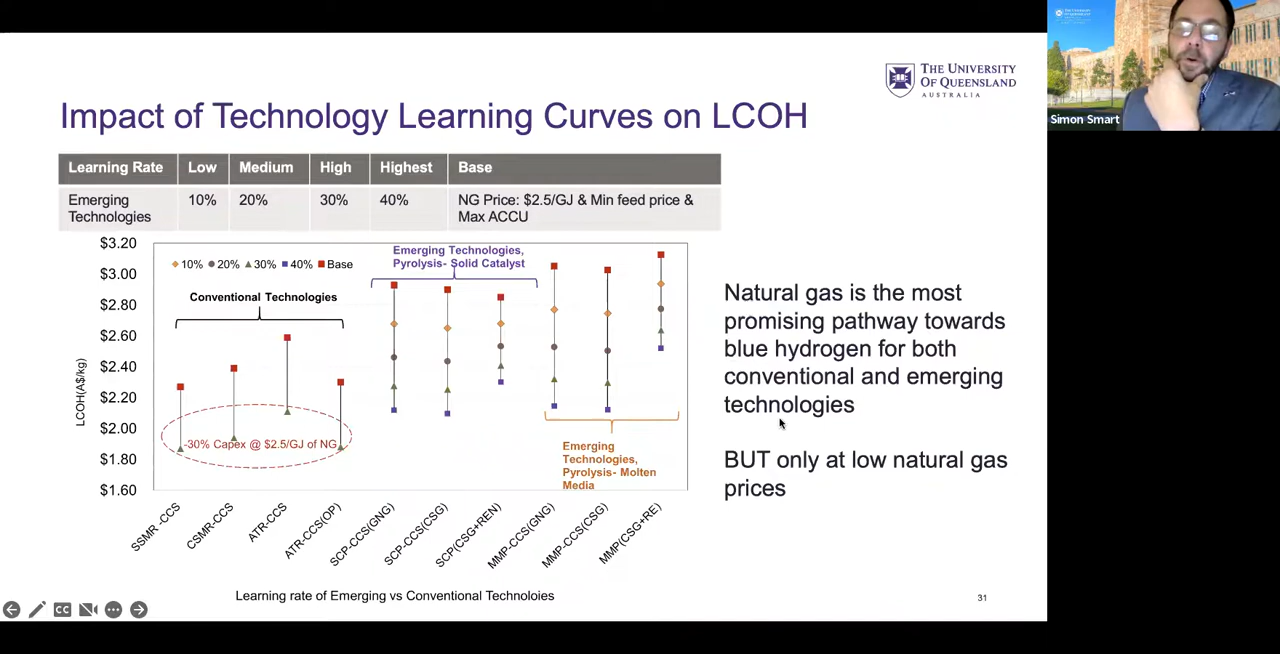 THE UNIVERSITY
OF QUEENSLAND
AUSTRALIA
Simon Smart
Impact of Technology Learning Curves on LCOH
Learning Rate Low Medium High Highest Base
Emerging Technologies 10% 20% 30% 40% NG Price: $2.5/GJ & Min feed price & Max ACCU
LCOH(A$/kg)
$3.20
$3.00
$2.80
$2.60
$2.40
$2.20
$2.00
$1.80
$1.60
10% 20% 30% 40% Base
Conventional Technologies
Emerging Technologies,
Pyrolysis- Solid Catalyst
-30% Capex @ $2.5/GJ of NG
Emerging
Technologies,
Pyrolysis- Molten
Media
SSMR -CCS
CSMR-CCS
ATR-CCS
ATR-CCS(OP)
SCP-CCS(GNG)
SCP-CCS(CSG)
SCP(CSG+REN)
MMP-CCS(GNG)
MMP-CCS(CSG)
MMP(CSG+RE)
Learning rate of Emerging vs Conventional Technoloies
Natural gas is the most
promising pathway towards
blue hydrogen for both
conventional and emerging
technologies
BUT only at low natural gas
prices
31
CC